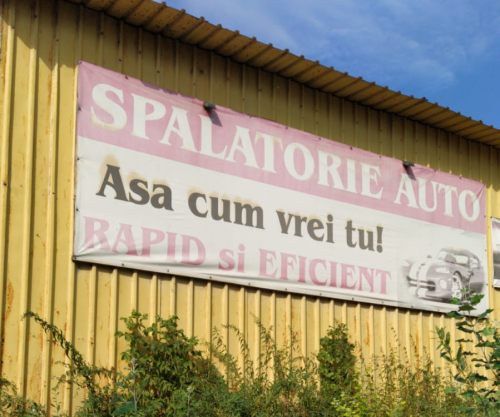 SPALATORIE AUTO
Asa cum vrei tu!
RAPID si EFICIENT